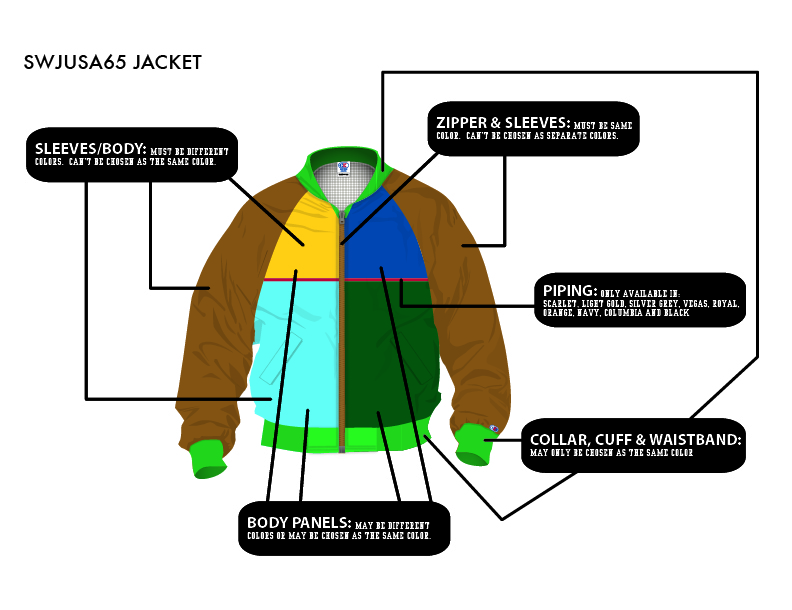 SWJUSA65 JACKET
ZIPPER & SLEEVES: MUST BE SAME
COLOR. CAN'T BE CHOSEN AS SEPARATE COLORS.
SLEEVES/BODY: MUST BE DIFFERENT
COLORS. CAN'T BE CHOSEN AS THE SAME COLOR.
PIPING: ONLY AVAILABLE IN:
SCARLET, LIGHT GOLD, SILVER GREY, VEGAS, ROYAL,
ORANGE, NAVY, COLUMBIA AND BLACK
COLLAR, CUFF & WAISTBAND:
MAY ONLY BE CHOSEN AS THE SAME COLOR
BODY PANELS: MAY BE DIFFERENT
COLORS OR MAY BE CHOSEN AS THE SAME COLOR.